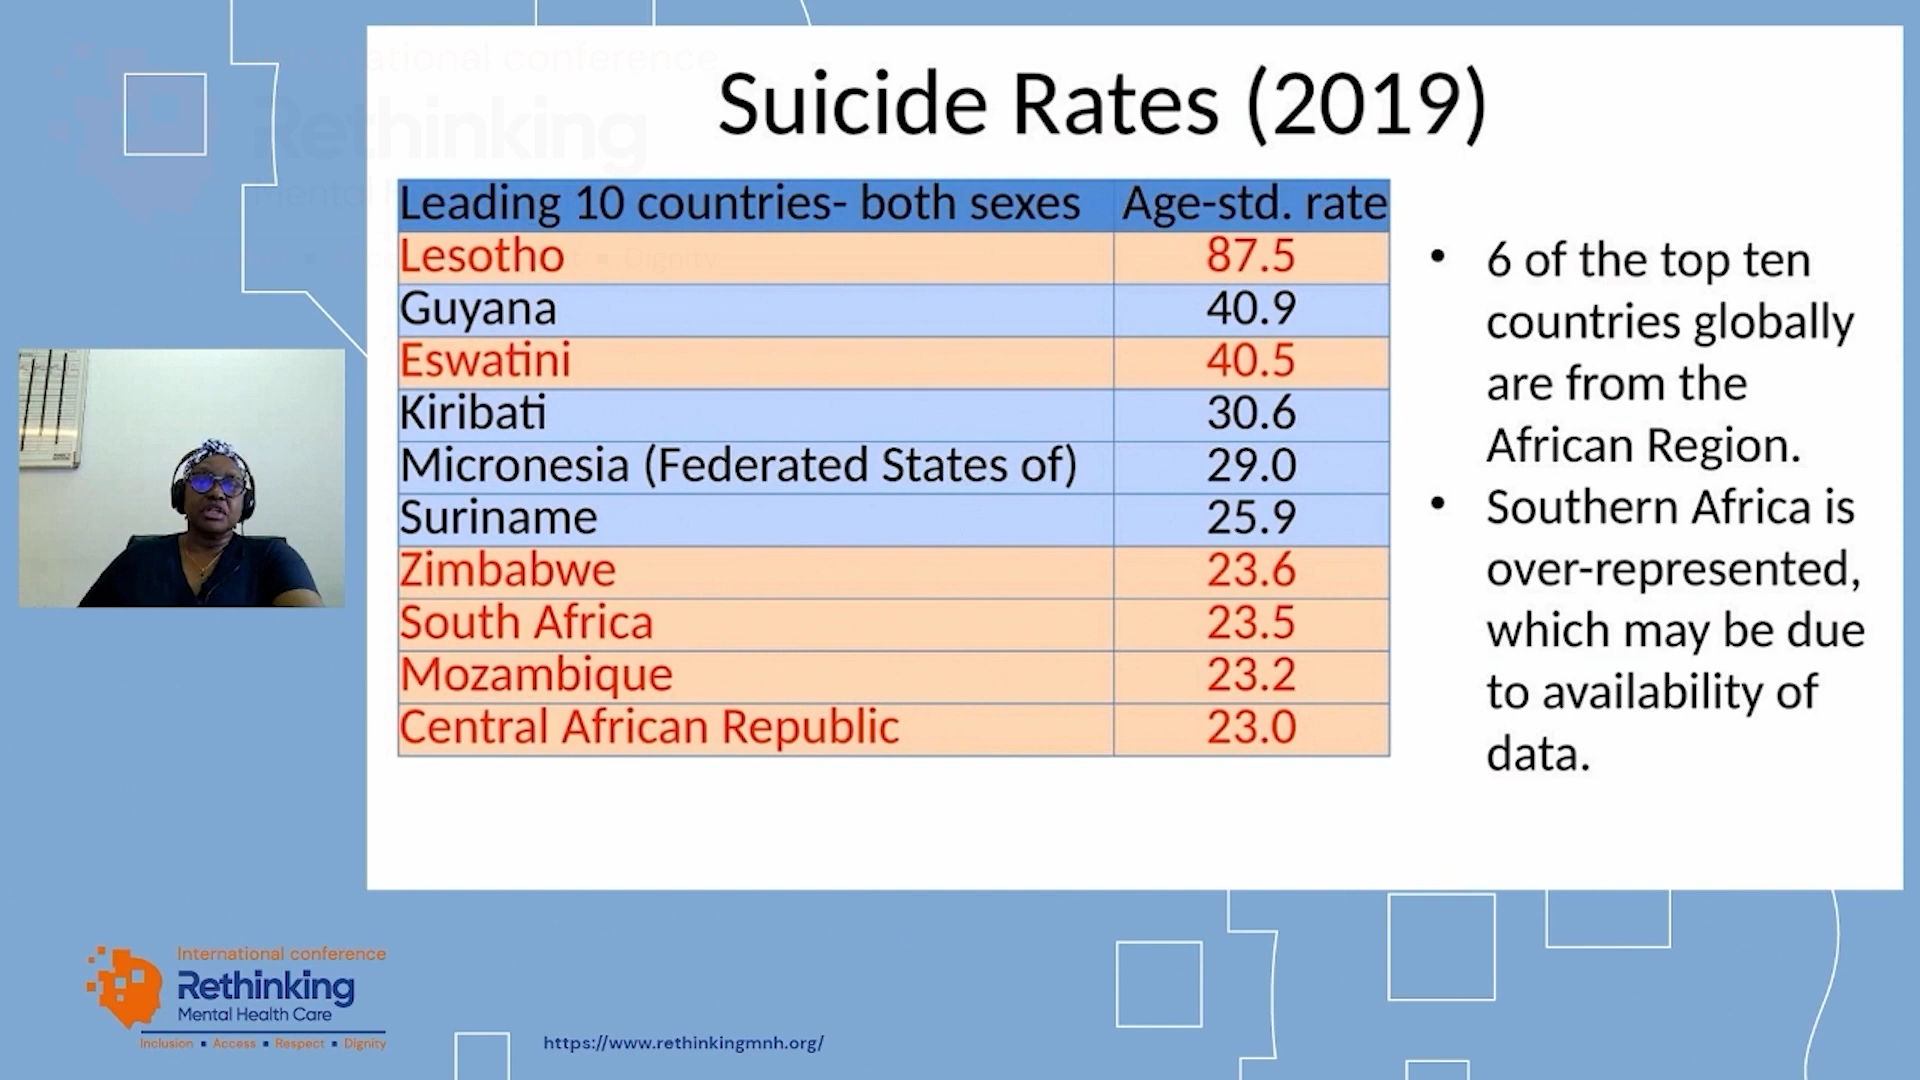 Suicide Rates (2019)
Leading 10 countries- both sexes Age-std. rate
Lesotho 87.5
Guyana 40.9
Eswatini 40.5
Kiribati 30.6
Micronesia (Federated States of) 29.0
Suriname 25.9
Zimbabwe 23.6
South Africa 23.5
Mozambique 23.2
Central African Republic 23.0
• 6 of the top ten
countries globally
are from the
African Region.
• Southern Africa is
over-represented,
which may be due
to availability of
data.
International conference
Rethinking
Mental Health Care
Inclusion ▪ Access ▪ Respect ▪ Dignity
https://www.rethinkingmnh.org/